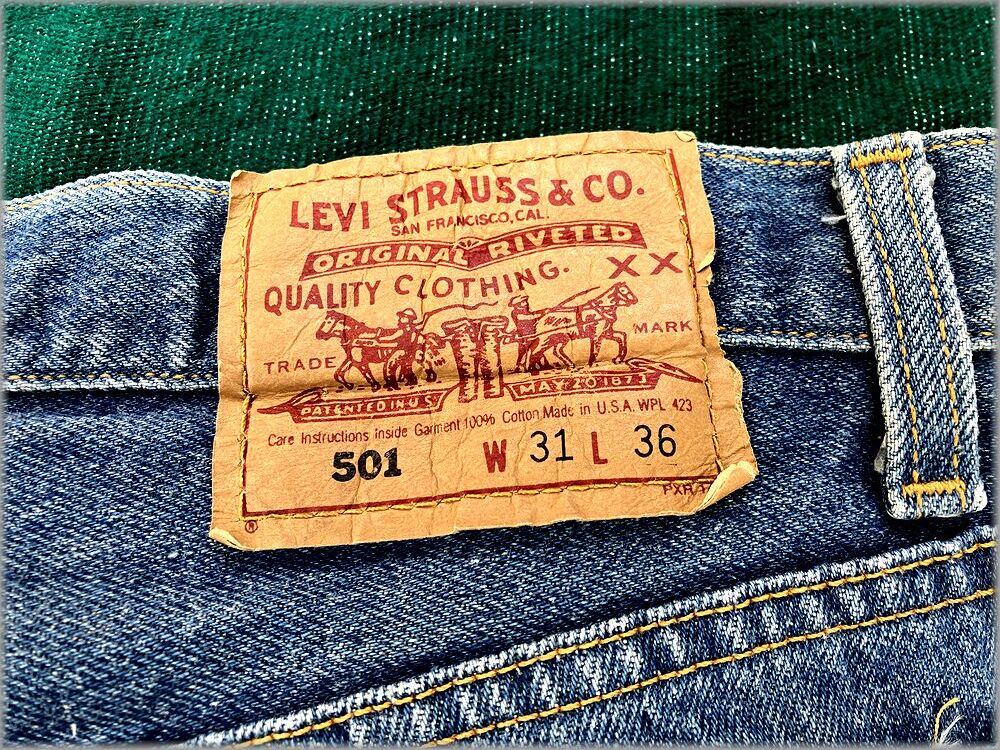 LEVI STRAUSS & CO.
SAN FRANCISCO, CAL.
ORIGINAL RIVETED
QUALITY CLOTHING. XX
TRADE MARK
PATENTED IN U.S. MAY 20 1873
Care Instructions Inside Garment 100% Cotton Made in U.S.A. WPL 423
501 W 31 L 36
®